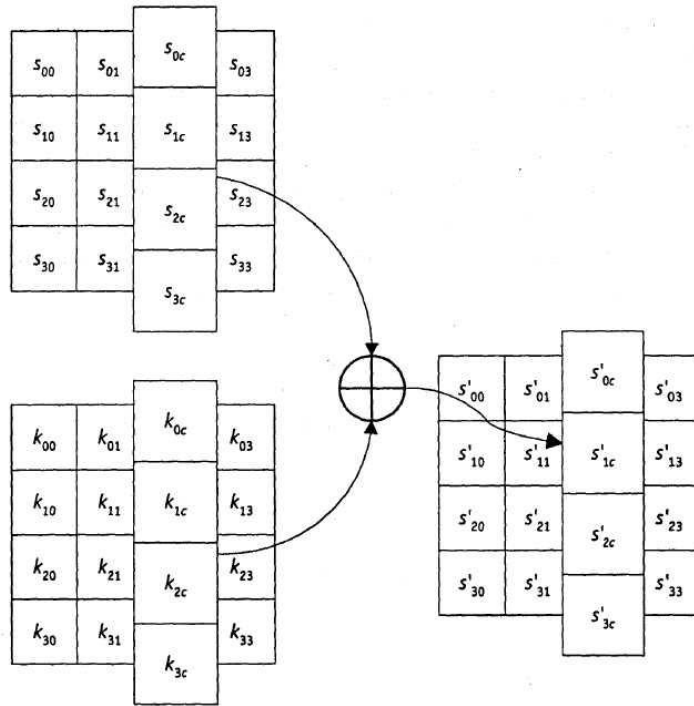 s₀₀ s₀₁ s₀c s₀₃
s₁₀ s₁₁ s₁c s₁₃
s₂₀ s₂₁ s₂c s₂₃
s₃₀ s₃₁ s₃c s₃₃
k₀₀ k₀₁ k₀c k₀₃
k₁₀ k₁₁ k₁c k₁₃
k₂₀ k₂₁ k₂c k₂₃
k₃₀ k₃₁ k₃c k₃₃
s'₀₀ s'₀₁ s'₀c s'₀₃
s'₁₀ s'₁₁ s'₁c s'₁₃
s'₂₀ s'₂₁ s'₂c s'₂₃
s'₃₀ s'₃₁ s'₃c s'₃₃